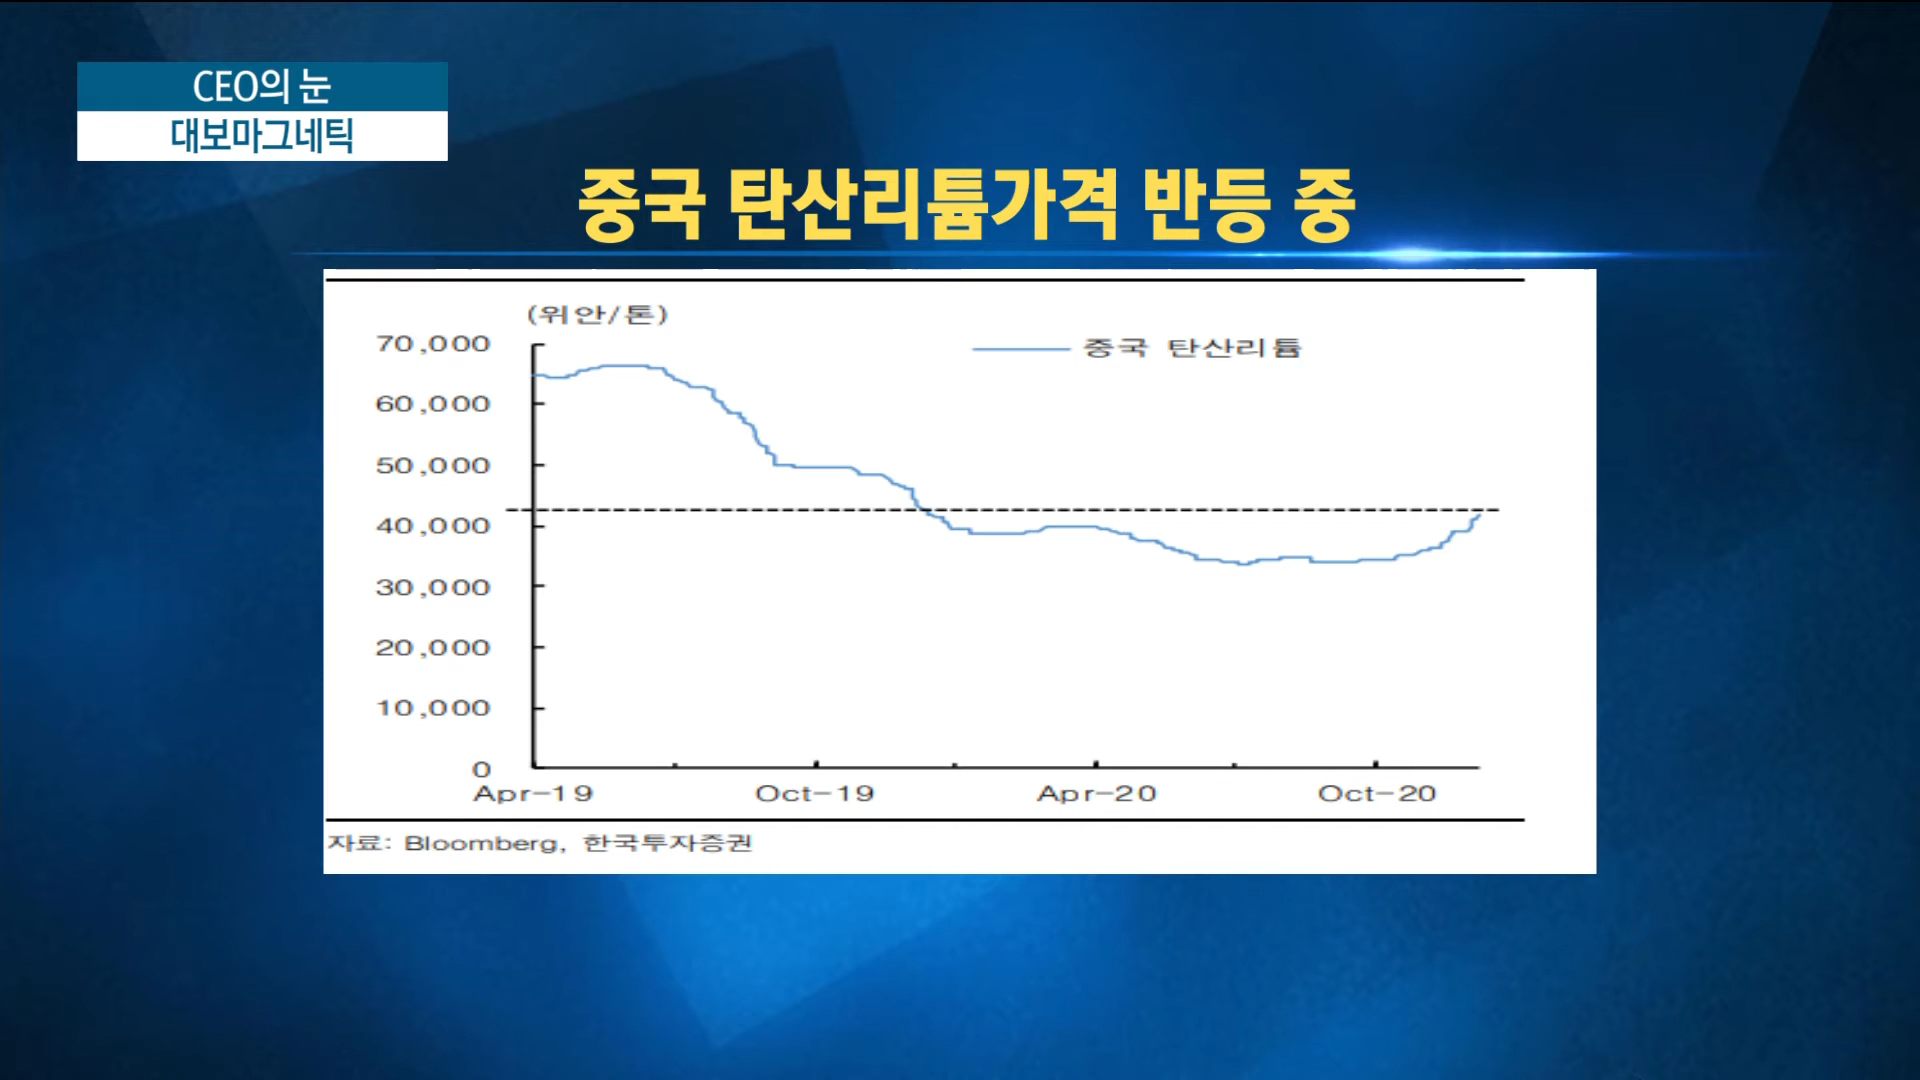 CEO의 눈
대보마그네틱
중국 탄산리튬가격 반등 중
(위안/톤)
중국 탄산리튬
70,000
60,000
50,000
40,000
30,000
20,000
10,000
0
Apr-19 Oct-19 Apr-20 Oct-20
자료: Bloomberg, 한국투자증권